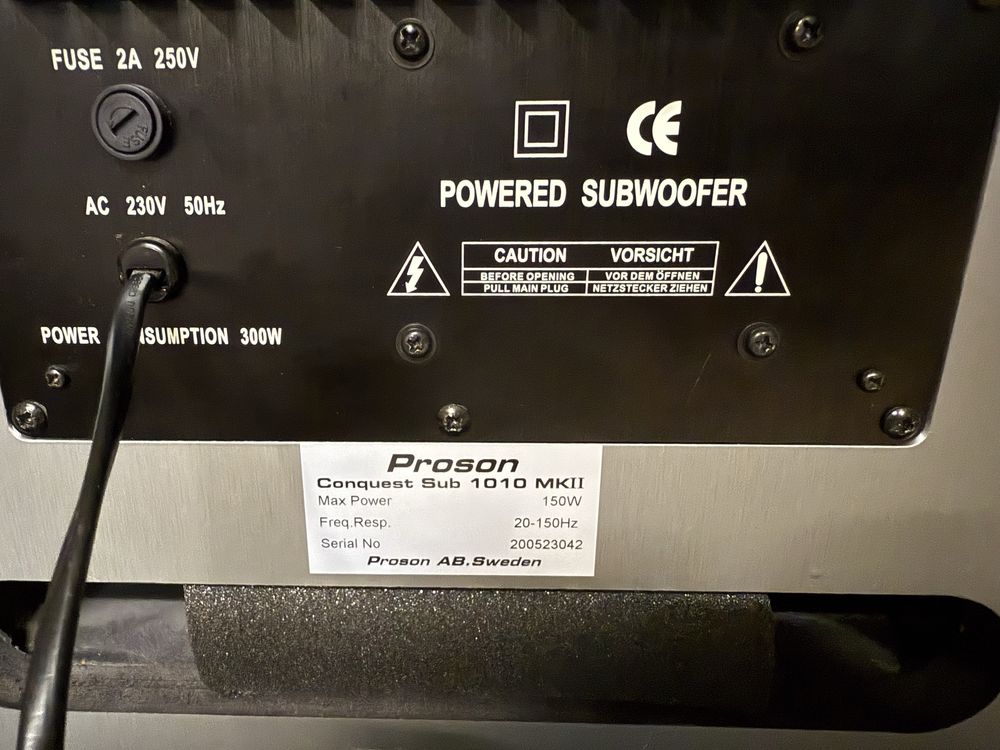 FUSE 2A 250V
FUSE
AC 230V 50Hz
POWER NSUMPTION 300W
CE
POWERED SUBWOOFER
CAUTION VORSICHT
BEFORE OPENING VOR DEM ÖFFNEN
PULL MAIN PLUG NETZSTECKER ZIEHEN
Proson
Conquest Sub 1010 MKII
Max Power 150W
Freq.Resp. 20-150Hz
Serial No 200523042
Proson AB.Sweden